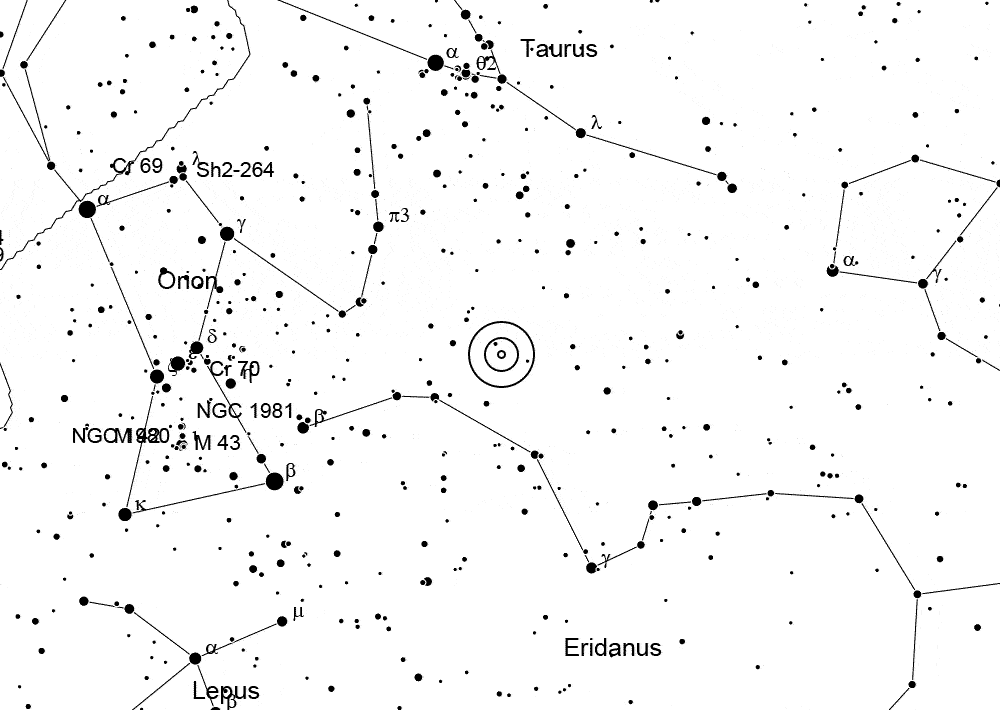 Taurus
α
θ2
λ
Cr 69
λ
Sh2-264
α
π3
γ
α
γ
Orion
δ
ε
ζ
Cr 70
η
NGC 1981
β
M 43
β
κ
γ
μ
α
Eridanus
Lepus
β